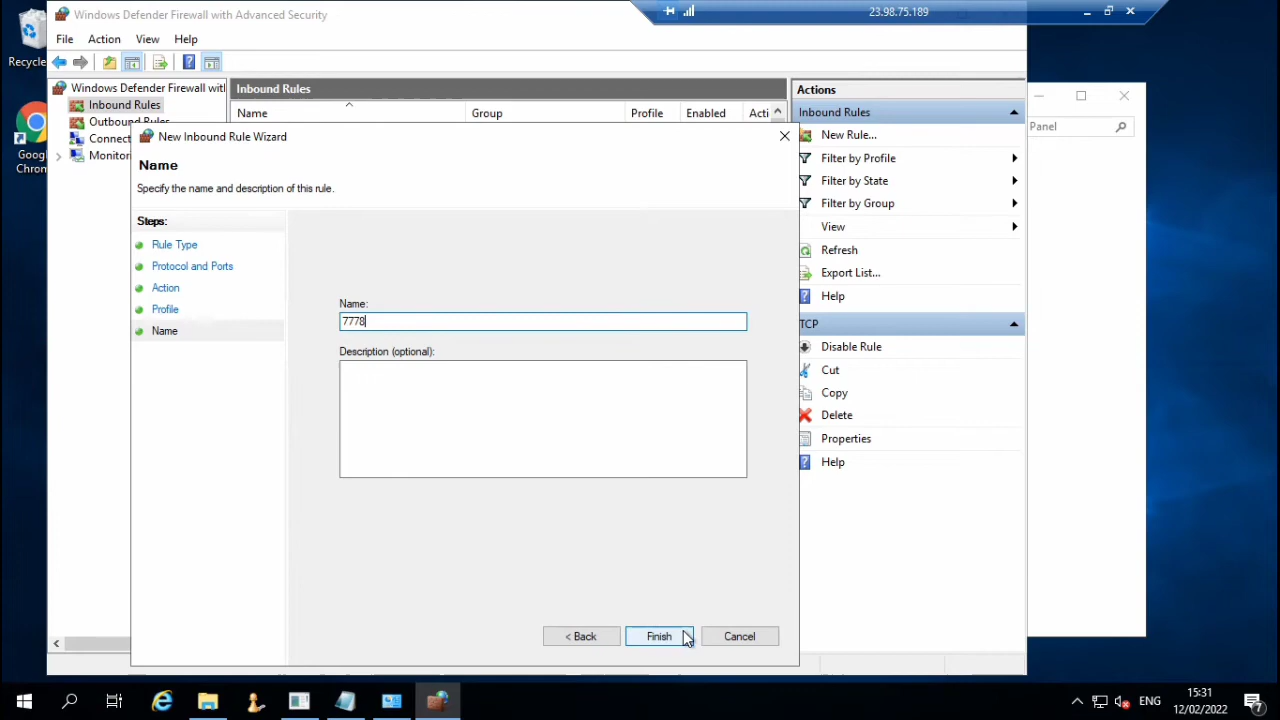 Windows Defender Firewall with Advanced Security
23.98.75.189
File Action View Help
Recycle
Windows Defender Firewall with
Inbound Rules
Outbound Rules
Connect
Monitori
Google
Chrom
Inbound Rules
Name Group Profile Enabled Acti
New Inbound Rule Wizard
Name
Specify the name and description of this rule.
Steps:
Rule Type
Protocol and Ports
Action
Profile
Name
Name:
7778
Description (optional):
< Back Finish Cancel
Actions
Inbound Rules
New Rule...
Filter by Profile
Filter by State
Filter by Group
View
Refresh
Export List...
Help
TCP
Disable Rule
Cut
Copy
Delete
Properties
Help
Panel
ENG
15:31
12/02/2022
7